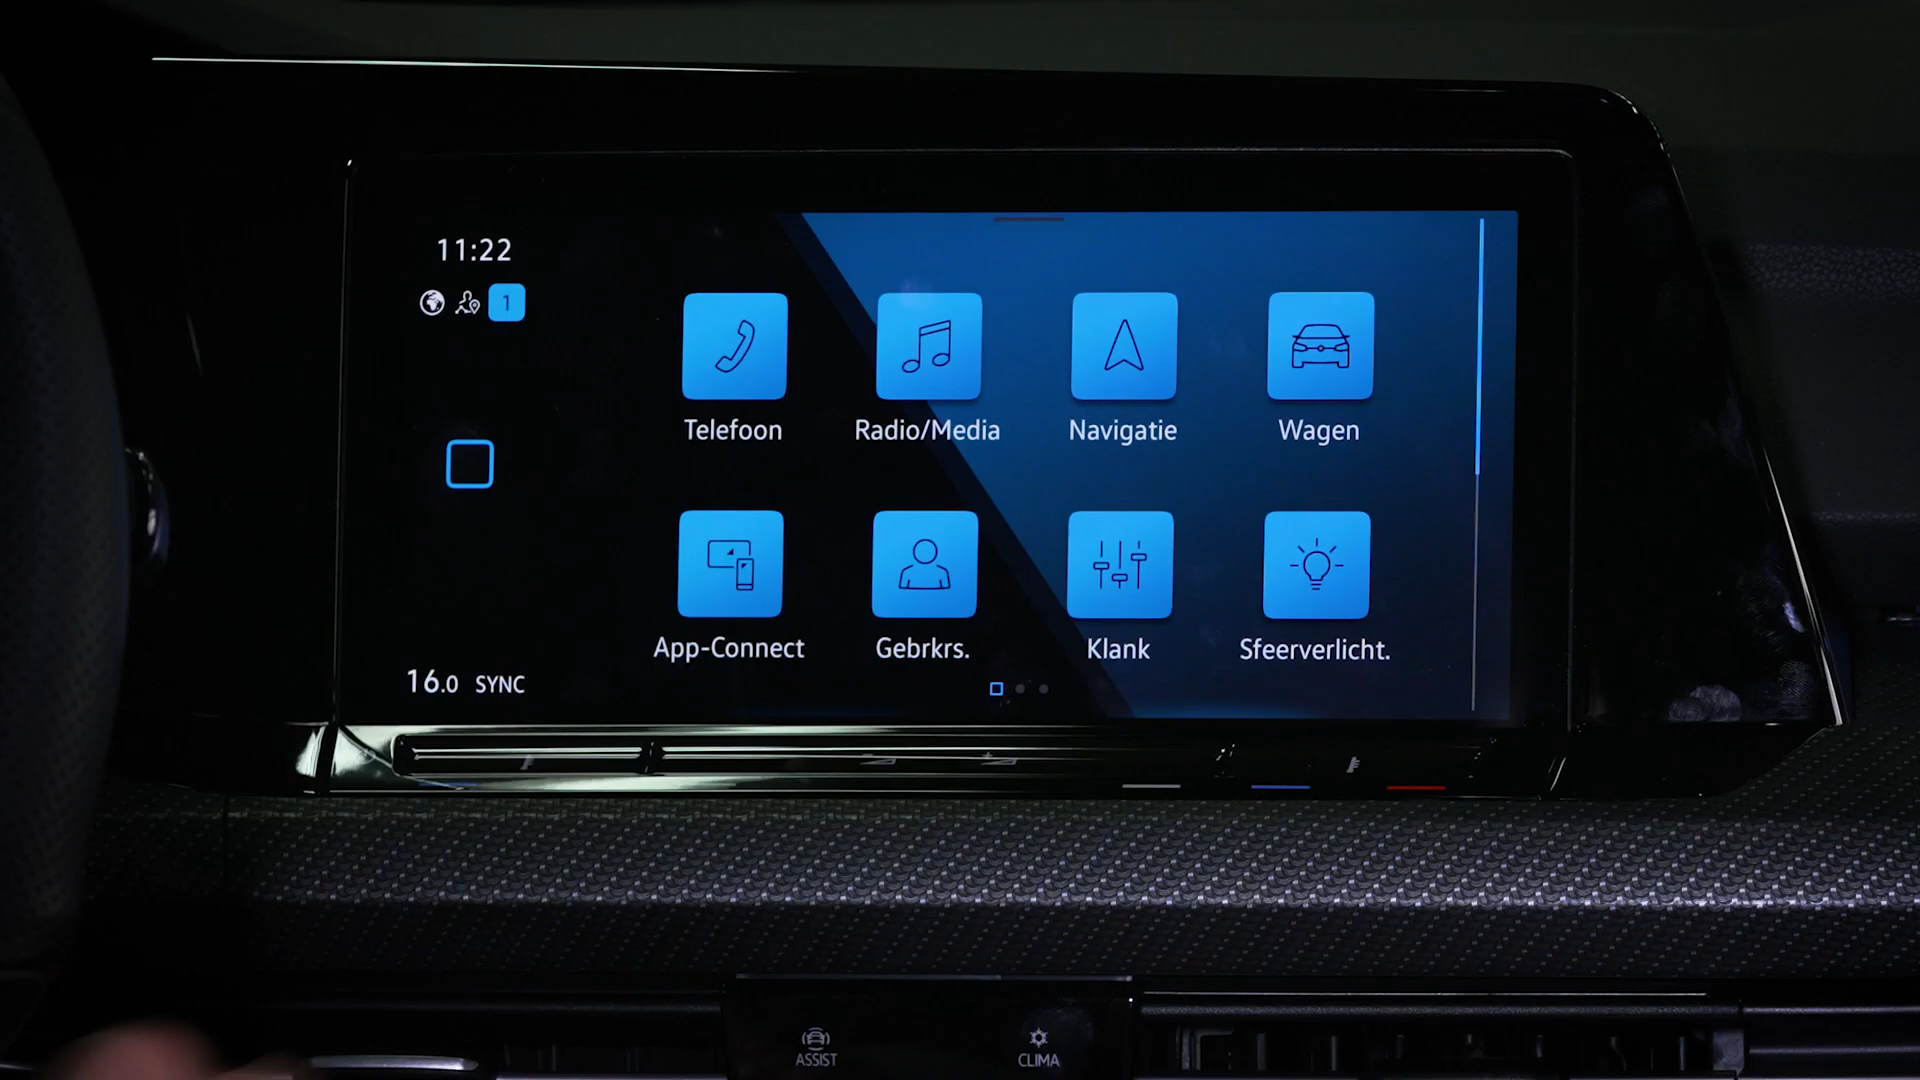 11:22
1
Telefoon
Radio/Media
Navigatie
Wagen
App-Connect
Gebrkrs.
Klank
Sfeerverlicht.
16.0 SYNC
ASSIST
CLIMA